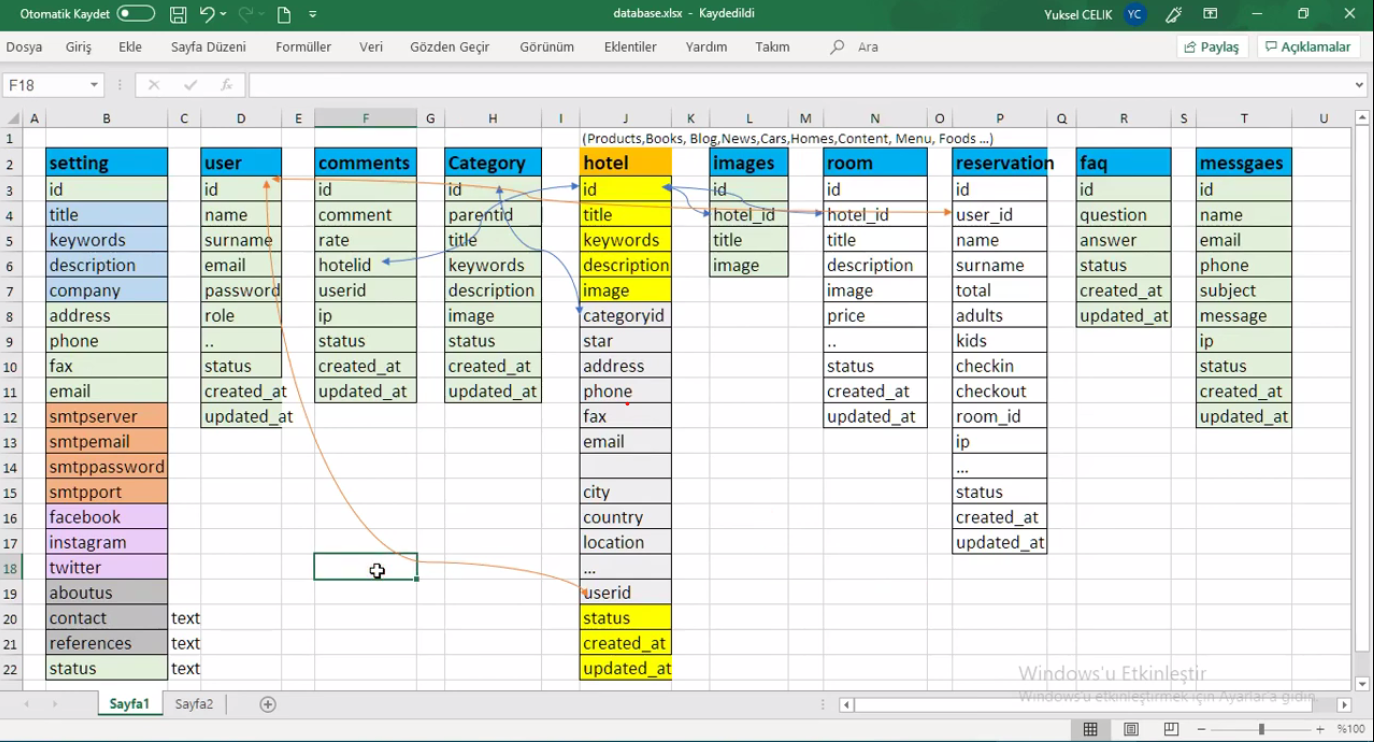 Otomatik Kaydet
database.xlsx - Kaydedildi
Yuksel CELIK YC
Dosya Giriş Ekle Sayfa Düzeni Formüller Veri Gözden Geçir Görünüm Eklentiler Yardım Takım Ara
Paylaş Açıklamalar
F18 fx
A B C D E F G H I J K L M N O P Q R S T U
1 (Products,Books, Blog,News,Cars,Homes,Content, Menu, Foods ...)
2 setting user comments Category hotel images room reservation faq messgaes
3 id id id id id id id id id id
4 title name comment parentid title hotel_id hotel_id user_id question name
5 keywords surname rate title keywords title title name answer email
6 description email hotelid keywords description image description surname status phone
7 company password userid description image image total created_at subject
8 address role ip image categoryid price adults updated_at message
9 phone .. status status star .. kids ip
10 fax status created_at created_at address status checkin status
11 email created_at updated_at updated_at phone created_at checkout created_at
12 smtpserver updated_at fax updated_at room_id updated_at
13 smtpemail email ip
14 smtppassword ...
15 smtpport city status
16 facebook country created_at
17 instagram location updated_at
18 twitter ...
19 aboutus userid
20 contact text status
21 references text created_at
22 status text updated_at
Windows'u Etkinleştir
Windows'u etkinleştirmek için Ayarlar'a gidin.
Sayfa1 Sayfa2
%100